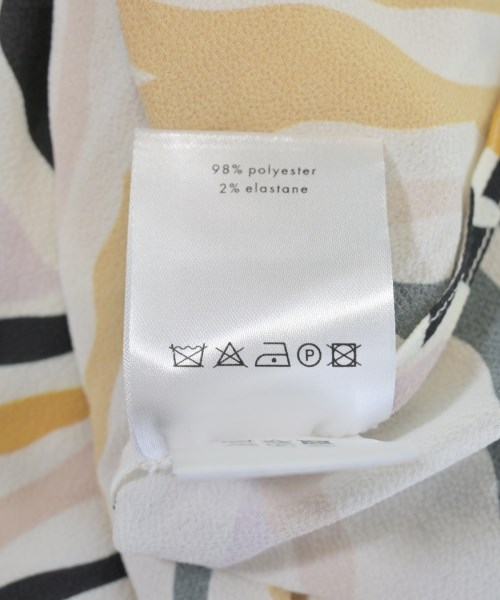 98% polyester
2% elastane
P